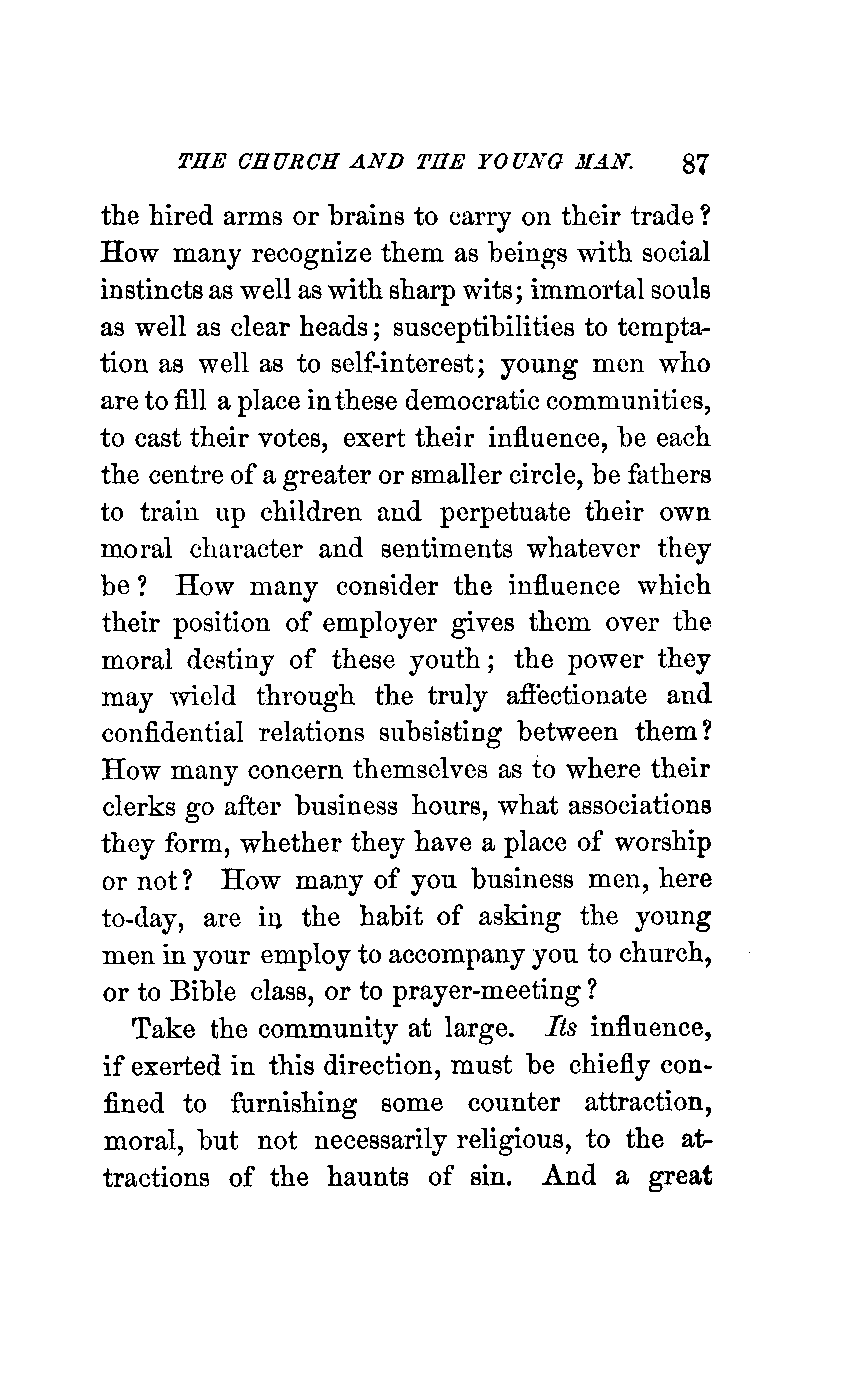 THE CHURCH AND THE YOUNG MAN. 87
the hired arms or brains to carry on their trade?
How many recognize them as beings with social
instincts as well as with sharp wits; immortal souls
as well as clear heads; susceptibilities to tempta-
tion as well as to self-interest; young men who
are to fill a place in these democratic communities,
to cast their votes, exert their influence, be each
the centre of a greater or smaller circle, be fathers
to train up children and perpetuate their own
moral character and sentiments whatever they
be? How many consider the influence which
their position of employer gives them over the
moral destiny of these youth; the power they
may wield through the truly affectionate and
confidential relations subsisting between them?
How many concern themselves as to where their
clerks go after business hours, what associations
they form, whether they have a place of worship
or not? How many of you business men, here
to-day, are in the habit of asking the young
men in your employ to accompany you to church,
or to Bible class, or to prayer-meeting?
Take the community at large. Its influence,
if exerted in this direction, must be chiefly con-
fined to furnishing some counter attraction,
moral, but not necessarily religious, to the at-
tractions of the haunts of sin. And a great